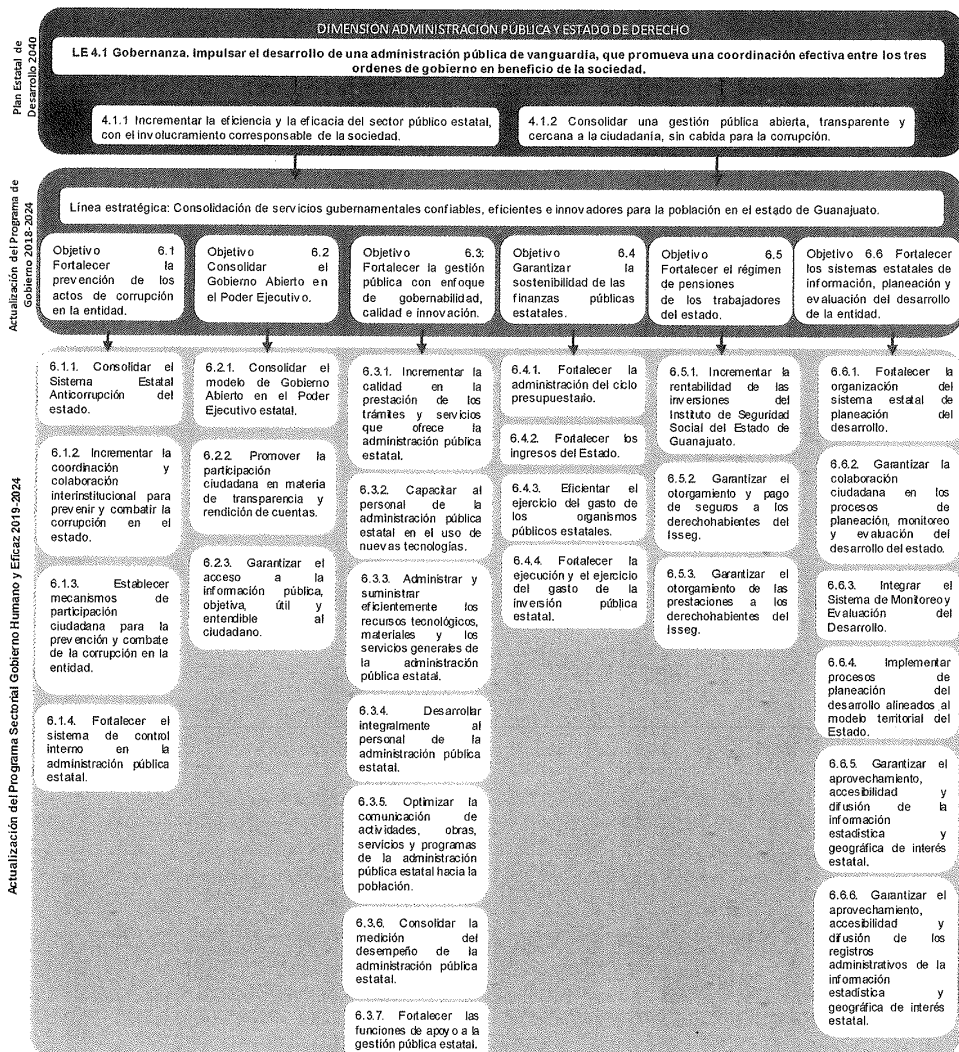 Plan Estatal de
Desarrollo 2040
DIMENSION ADMINISTRACIÓN PÚBLICA Y ESTADO DE DERECHO
LE 4.1 Gobernanza. Impulsar el desarrollo de una administración pública de vanguardia, que promueva una coordinación efectiva entre los tres
ordenes de gobierno en beneficio de la sociedad.
4.1.1 Incrementar la eficiencia y la eficacia del sector público estatal,
con el involucramiento corresponsable de la sociedad.
4.1.2 Consolidar una gestión pública abierta, transparente y
cercana a la ciudadanía, sin cabida para la corrupción.
Actualización del Programa de
Gobierno 2018-2024
Línea estratégica: Consolidación de servicios gubernamentales confiables, eficientes e innovadores para la población en el estado de Guanajuato.
Objetivo 6.1
Fortalecer la
prevención de los
actos de corrupción
en la entidad.
Objetivo 6.2
Consolidar el
Gobierno Abierto en
el Poder Ejecutivo.
Objetivo 6.3:
Fortalecer la gestión
pública con enfoque
de gobernabilidad,
calidad e innovación.
Objetivo 6.4
Garantizar la
sostenibilidad de las
finanzas públicas
estatales.
Objetivo 6.5
Fortalecer el régimen
de pensiones
de los trabajadores
del estado.
Objetivo 6.6 Fortalecer
los sistemas estatales de
información, planeación y
evaluación del desarrollo
de la entidad.
Actualización del Programa Sectorial Gobierno Humano y Eficaz 2019-2024
6.1.1. Consolidar el
Sistema Estatal
Anticorrupción del
estado.
6.1.2. Incrementar la
coordinación y
colaboración
interinstitucional para
prevenir y combatir la
corrupción en el
estado.
6.1.3. Establecer
mecanismos de
participación
ciudadana para la
prevención y combate
de la corrupción en la
entidad.
6.1.4. Fortalecer el
sistema de control
interno en la
administración pública
estatal.
6.2.1. Consolidar el
modelo de Gobierno
Abierto en el Poder
Ejecutivo estatal.
6.2.2. Promover la
participación
ciudadana en materia
de transparencia y
rendición de cuentas.
6.2.3. Garantizar el
acceso a la
información pública,
objetiva, útil y
entendible al
ciudadano.
6.3.1. Incrementar la
calidad en la
prestación de los
trámites y servicios
que ofrece la
administración pública
estatal.
6.3.2. Capacitar al
personal de la
administración pública
estatal en el uso de
nuevas tecnologías.
6.3.3. Administrar y
suministrar
eficientemente los
recursos tecnológicos,
materiales y los
servicios generales de
la administración
pública estatal.
6.3.4. Desarrollar
integralmente al
personal de la
administración pública
estatal.
6.3.5. Optimizar la
comunicación de
actividades, obras,
servicios y programas
de la administración
pública estatal hacia la
población.
6.3.6. Consolidar la
medición del
desempeño de la
administración pública
estatal.
6.3.7. Fortalecer las
funciones de apoyo a la
gestión pública estatal.
6.4.1. Fortalecer la
administración del ciclo
presupuestario.
6.4.2. Fortalecer los
ingresos del Estado.
6.4.3. Eficientar el
ejercicio del gasto de
los organismos
públicos estatales.
6.4.4. Fortalecer la
ejecución y el ejercicio
del gasto de la
inversión pública
estatal.
6.5.1. Incrementar la
rentabilidad de las
inversiones del
Instituto de Seguridad
Social del Estado de
Guanajuato.
6.5.2. Garantizar el
otorgamiento y pago
de seguros a los
derechohabientes del
Isseg.
6.5.3. Garantizar el
otorgamiento de las
prestaciones a los
derechohabientes del
Isseg.
6.6.1. Fortalecer la
organización del
sistema estatal de
planeación del
desarrollo.
6.6.2. Garantizar la
colaboración
ciudadana en los
procesos de
planeación, monitoreo
y evaluación del
desarrollo del estado.
6.6.3. Integrar el
Sistema de Monitoreo y
Evaluación del
Desarrollo.
6.6.4. Implementar
procesos de
planeación del
desarrollo alineados al
modelo territorial del
Estado.
6.6.5. Garantizar el
aprovechamiento,
accesibilidad y
difusión de la
información
estadística y
geográfica de interés
estatal.
6.6.6. Garantizar el
aprovechamiento,
accesibilidad y
difusión de los
registros
administrativos de la
información
estadística y
geográfica de interés
estatal.